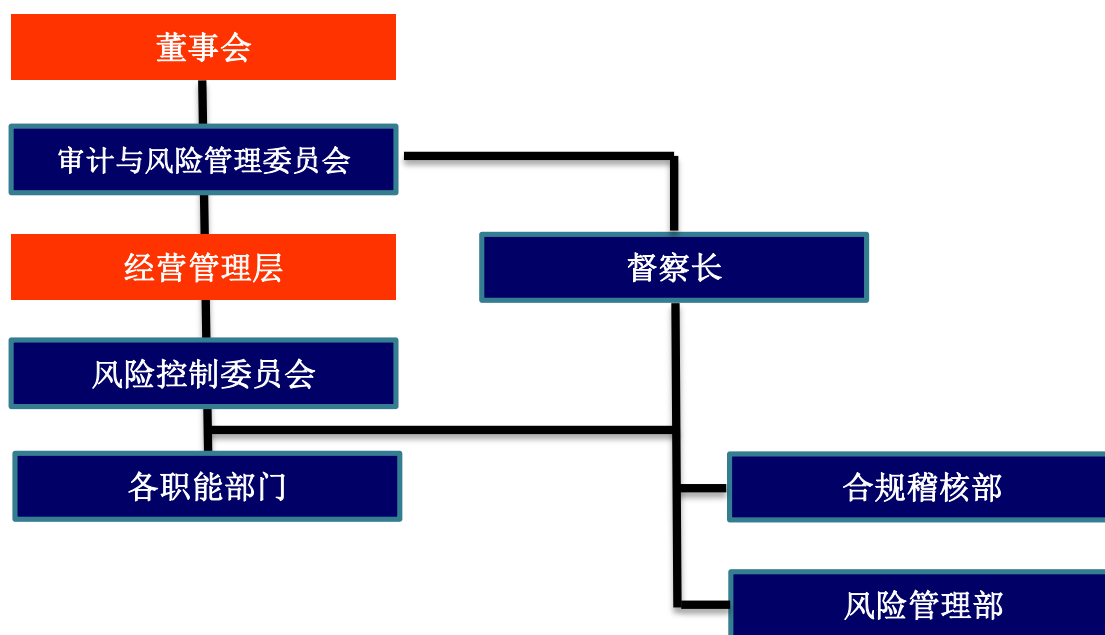 董事会
审计与风险管理委员会
经营管理层
督察长
风险控制委员会
各职能部门
合规稽核部
风险管理部